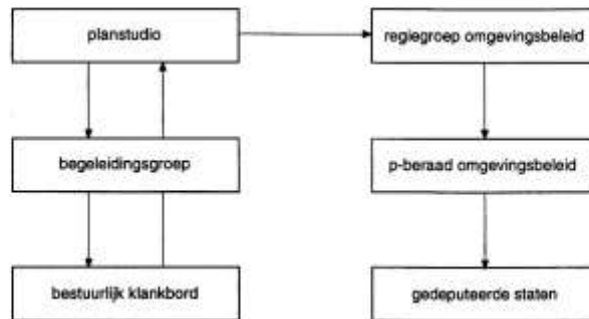 planstudio
regiegroep omgevingsbeleid
begeleidingsgroep
p-beraad omgevingsbeleid
bestuurlijk klankbord
gedeputeerde staten